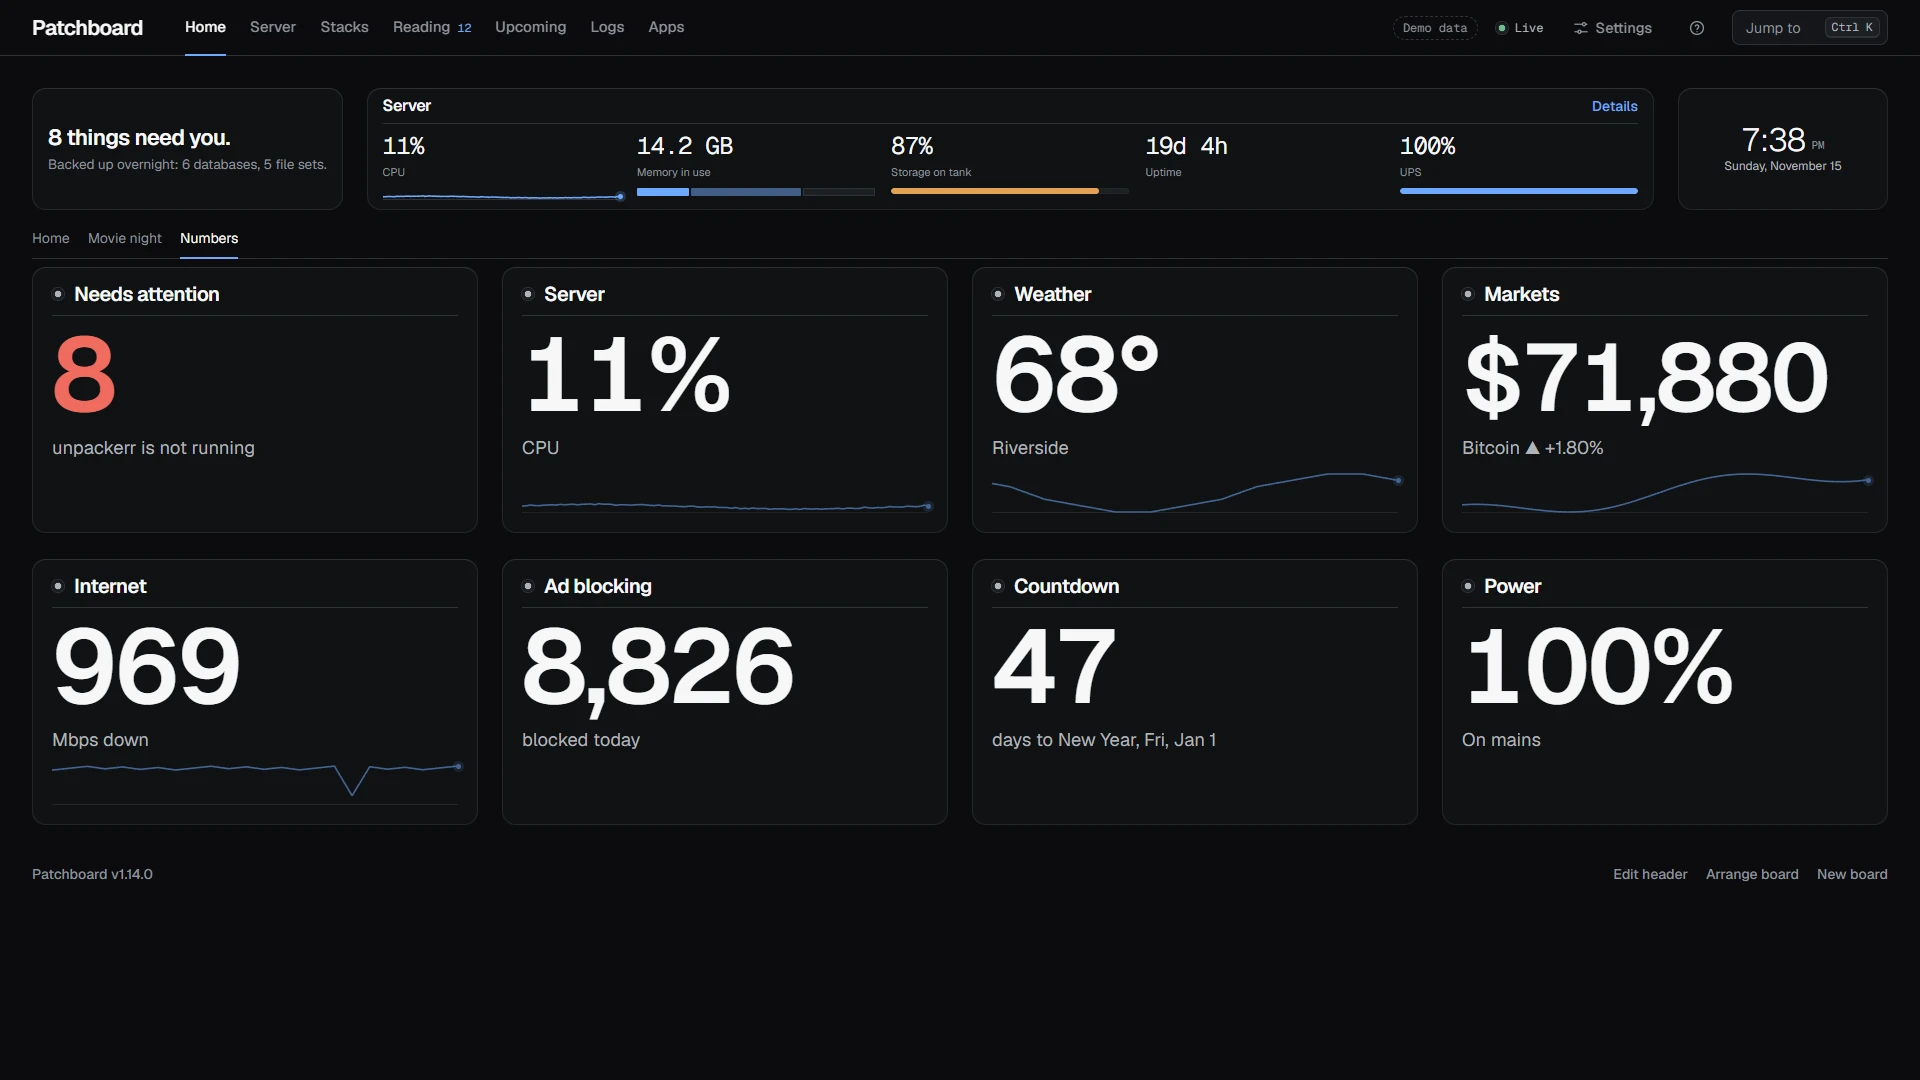 Patchboard
Home
Server
Stacks
Reading 12
Upcoming
Logs
Apps
Demo data
Live
Settings
Jump to
Ctrl K
8 things need you.
Backed up overnight: 6 databases, 5 file sets.
Server
Details
11%
CPU
14.2 GB
Memory in use
87%
Storage on tank
19d 4h
Uptime
100%
UPS
7:38 PM
Sunday, November 15
Home
Movie night
Numbers
Needs attention
8
unpackerr is not running
Server
11%
CPU
Weather
68°
Riverside
Markets
$71,880
Bitcoin ▲ +1.80%
Internet
969
Mbps down
Ad blocking
8,826
blocked today
Countdown
47
days to New Year, Fri, Jan 1
Power
100%
On mains
Patchboard v1.14.0
Edit header
Arrange board
New board